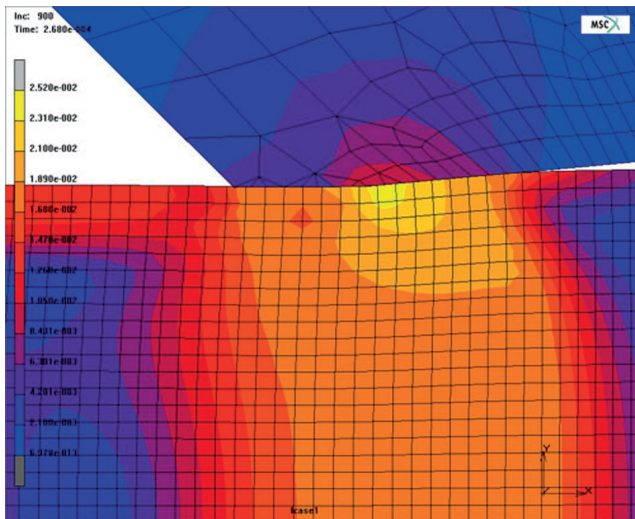 Inc: 900
Time: 2.680e-004
MSC
2.520e-002
2.310e-002
2.100e-002
1.890e-002
1.680e-002
1.470e-002
1.260e-002
1.050e-002
8.401e-003
6.301e-003
4.201e-003
2.100e-003
6.978e-013
Y
Z X
lcase1